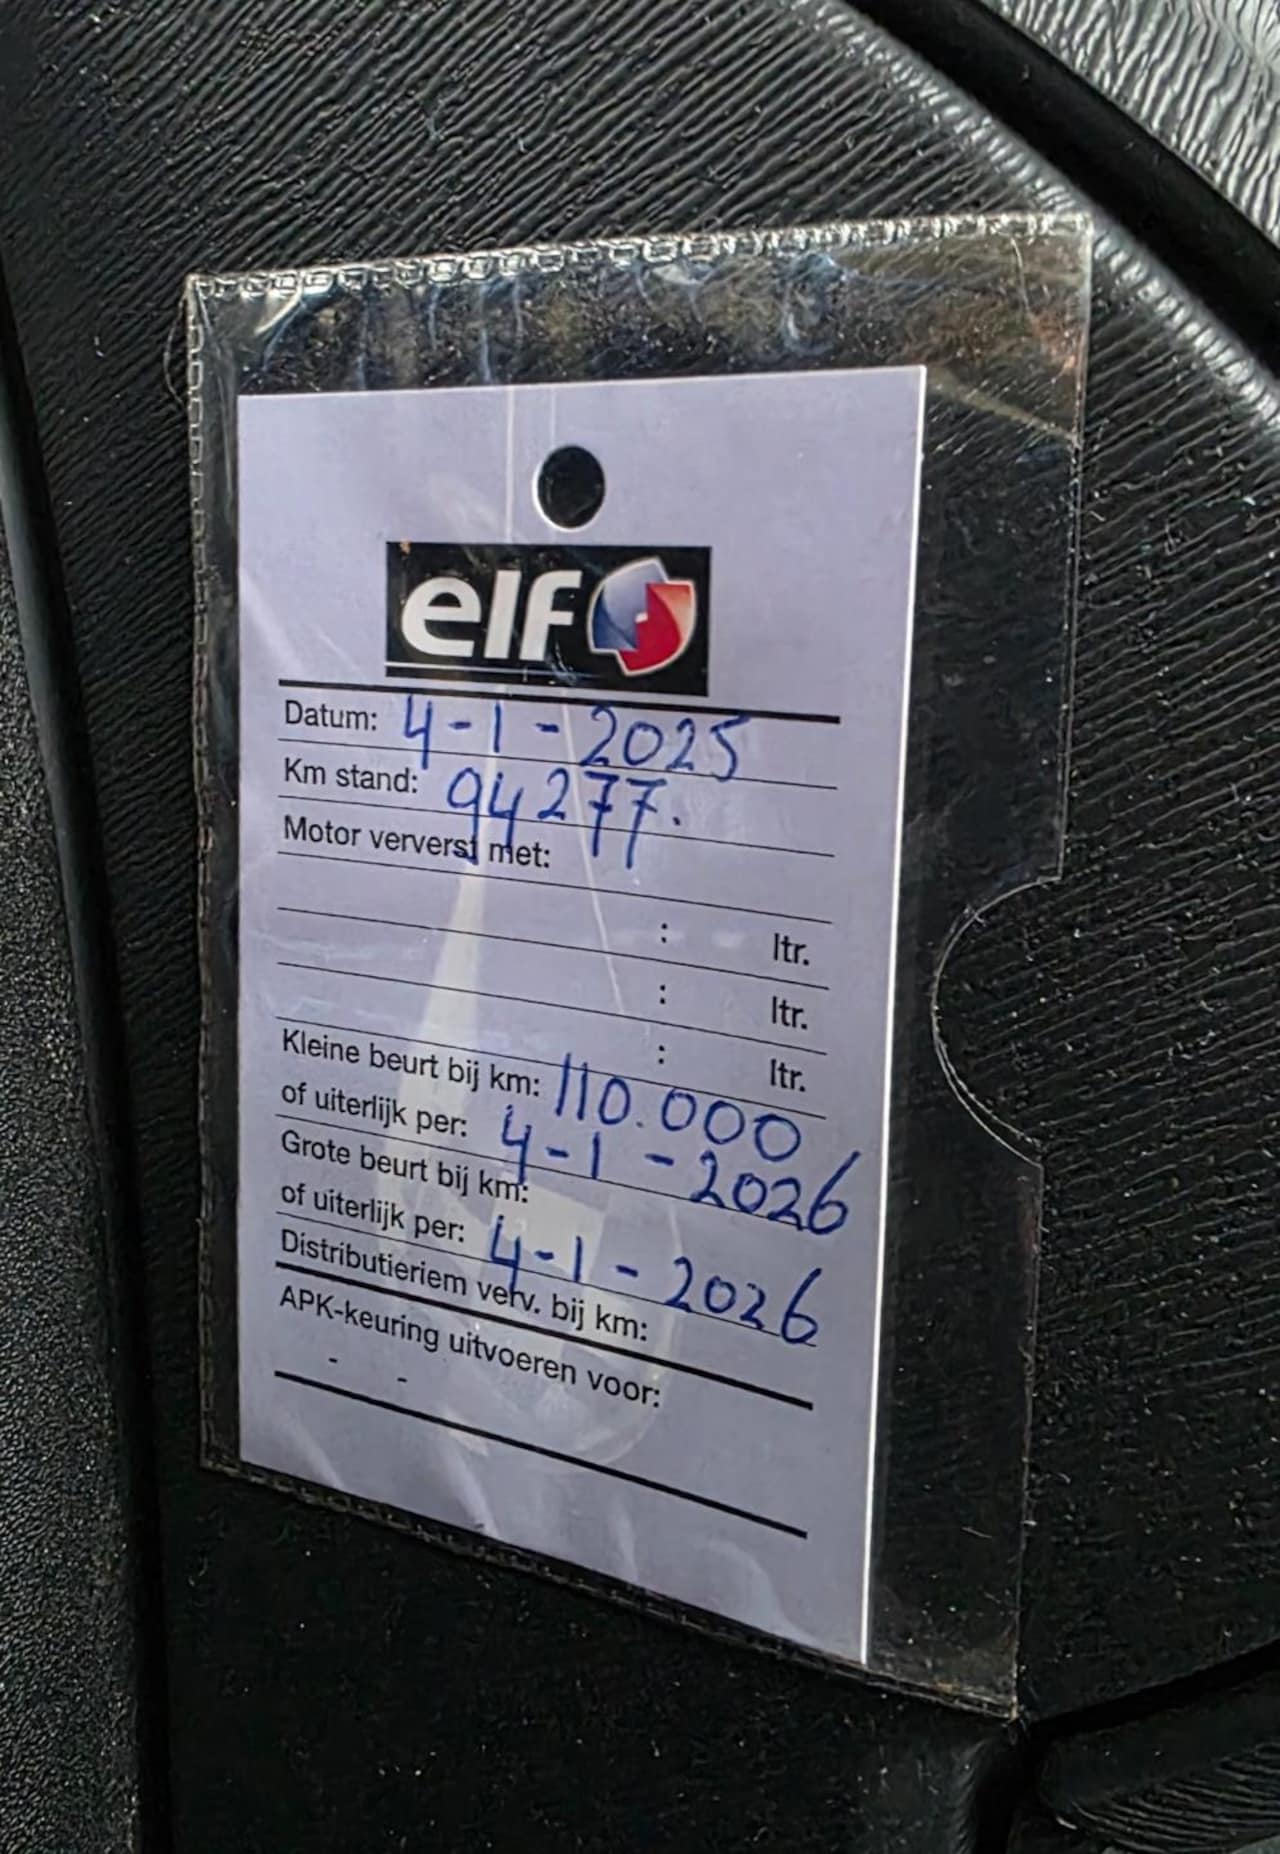 elf
Datum: 4-1-2025
Km stand: 94277.
Motor ververst met:
: ltr.
: ltr.
: ltr.
Kleine beurt bij km: 110.000
of uiterlijk per: 4-1-2026
Grote beurt bij km:
of uiterlijk per: 4-1-2026
Distributieriem verv. bij km:
APK-keuring uitvoeren voor:
- -